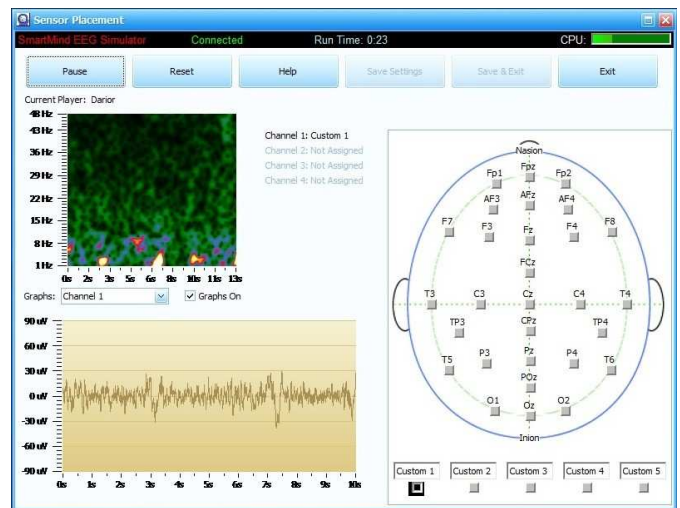 Sensor Placement
SmartMind EEG Simulator Connected Run Time: 0:23 CPU:
Pause Reset Help Save Settings Save & Exit Exit
Current Player: Darior
48 Hz
43 Hz
36 Hz
29 Hz
22 Hz
15 Hz
8 Hz
1 Hz
0s 2s 3s 5s 6s 8s 10s 11s 13s
Channel 1: Custom 1
Channel 2: Not Assigned
Channel 3: Not Assigned
Channel 4: Not Assigned
Graphs: Channel 1 Graphs On
90 uV
60 uV
30 uV
0 uV
-30 uV
-60 uV
-90 uV
0s 1s 2s 3s 4s 5s 6s 7s 8s 9s 10s
Nasion
Fp1 Fpz Fp2
AF3 AFz AF4
F7 F3 Fz F4 F8
FCz
T3 C3 Cz C4 T4
TP3 CPz TP4
T5 P3 Pz P4 T6
POz
O1 Oz O2
Inion
Custom 1 Custom 2 Custom 3 Custom 4 Custom 5